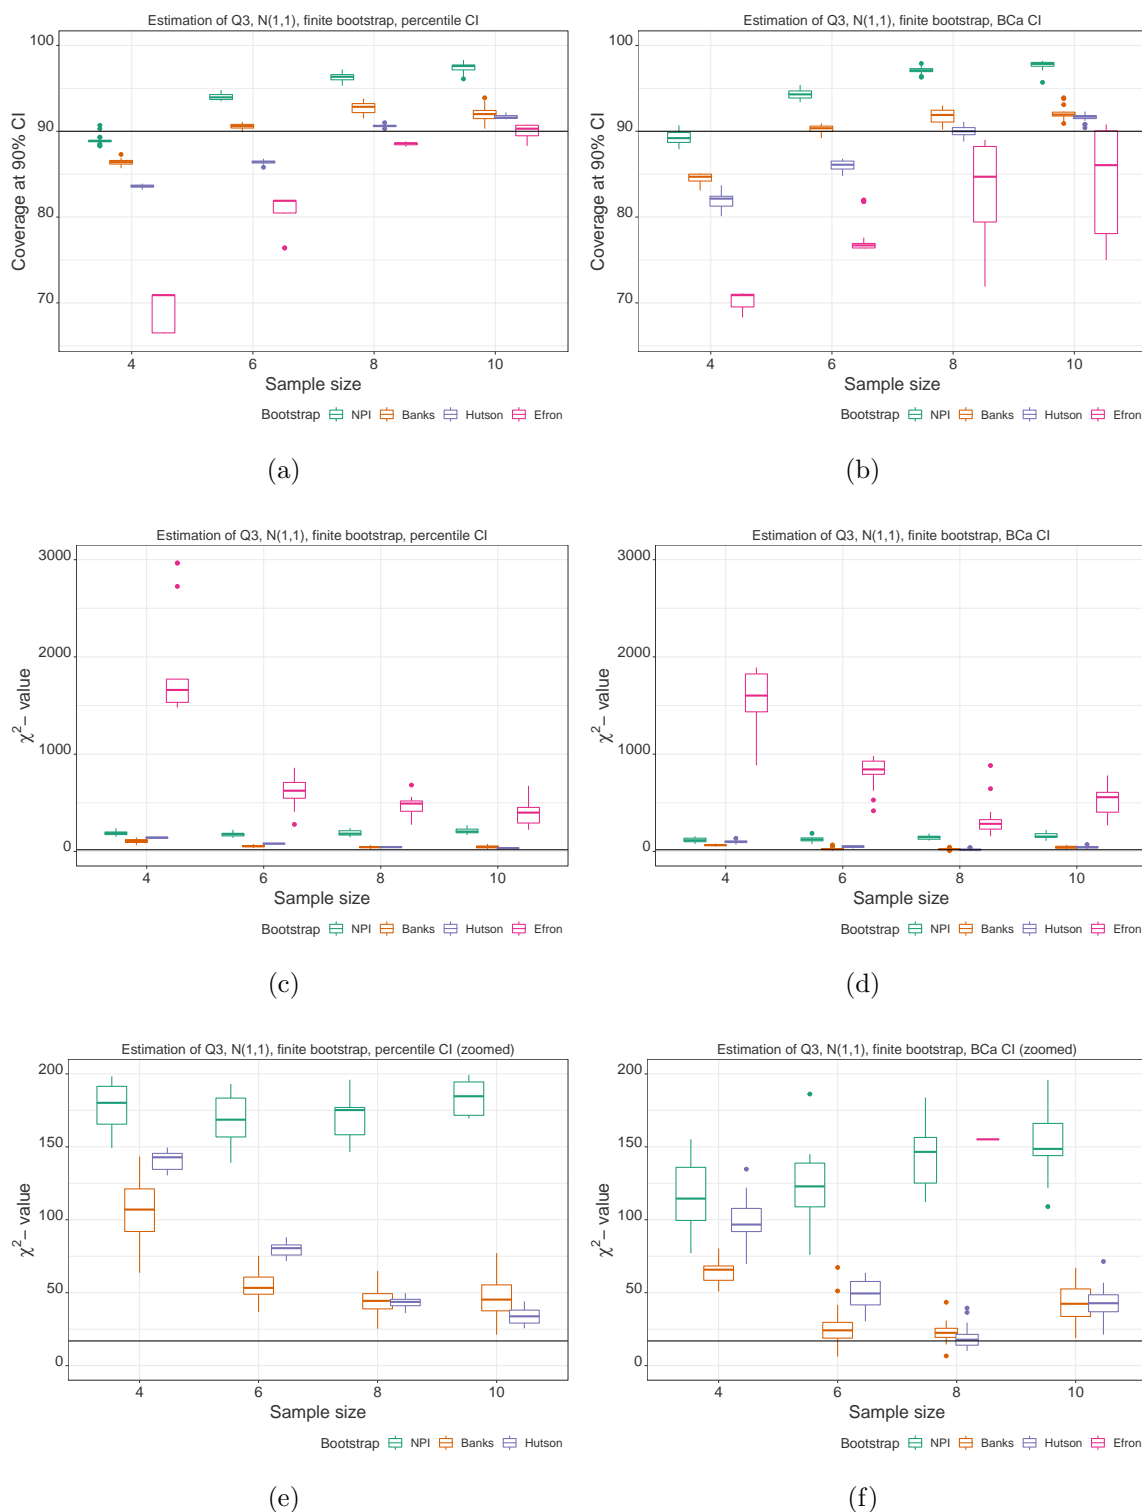 Estimation of Q3, N(1,1), finite bootstrap, percentile CI
100
90
80
70
Coverage at 90% CI
4 6 8 10
Sample size
Bootstrap NPI Banks Hutson Efron
(a)
Estimation of Q3, N(1,1), finite bootstrap, BCa CI
100
90
80
70
Coverage at 90% CI
4 6 8 10
Sample size
Bootstrap NPI Banks Hutson Efron
(b)
Estimation of Q3, N(1,1), finite bootstrap, percentile CI
3000
2000
1000
0
χ²− value
4 6 8 10
Sample size
Bootstrap NPI Banks Hutson Efron
(c)
Estimation of Q3, N(1,1), finite bootstrap, BCa CI
3000
2000
1000
0
χ²− value
4 6 8 10
Sample size
Bootstrap NPI Banks Hutson Efron
(d)
Estimation of Q3, N(1,1), finite bootstrap, percentile CI (zoomed)
200
150
100
50
0
χ²− value
4 6 8 10
Sample size
Bootstrap NPI Banks Hutson
(e)
Estimation of Q3, N(1,1), finite bootstrap, BCa CI (zoomed)
200
150
100
50
0
χ²− value
4 6 8 10
Sample size
Bootstrap NPI Banks Hutson Efron
(f)